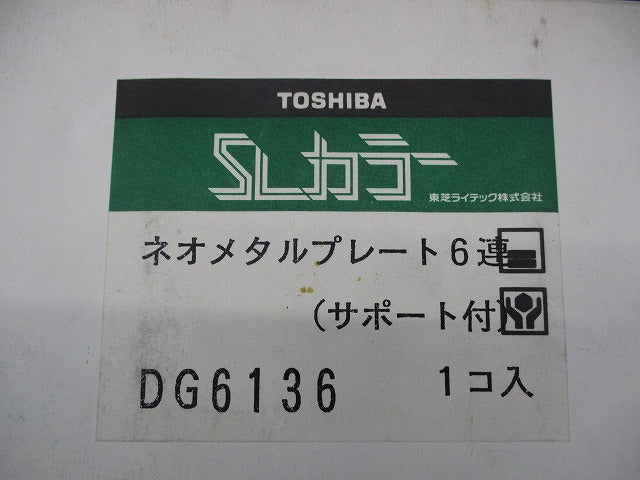 TOSHIBA
SLカラー
東芝ライテック株式会社
ネオメタルプレート6連
(サポート付)
DG6136 1コ入